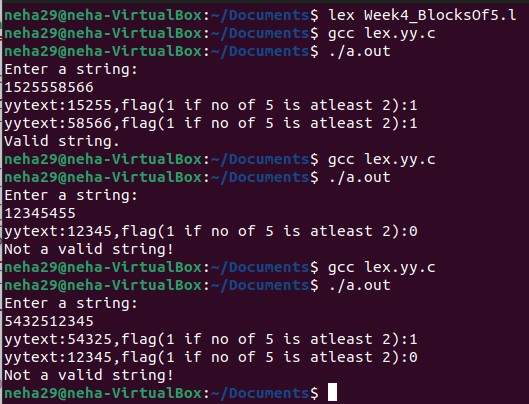 neha29@neha-VirtualBox:~/Documents$ lex Week4_BlocksOf5.l
neha29@neha-VirtualBox:~/Documents$ gcc lex.yy.c
neha29@neha-VirtualBox:~/Documents$ ./a.out
Enter a string:
1525558566
yytext:15255,flag(1 if no of 5 is atleast 2):1
yytext:58566,flag(1 if no of 5 is atleast 2):1
Valid string.
neha29@neha-VirtualBox:~/Documents$ gcc lex.yy.c
neha29@neha-VirtualBox:~/Documents$ ./a.out
Enter a string:
12345455
yytext:12345,flag(1 if no of 5 is atleast 2):0
Not a valid string!
neha29@neha-VirtualBox:~/Documents$ gcc lex.yy.c
neha29@neha-VirtualBox:~/Documents$ ./a.out
Enter a string:
5432512345
yytext:54325,flag(1 if no of 5 is atleast 2):1
yytext:12345,flag(1 if no of 5 is atleast 2):0
Not a valid string!
neha29@neha-VirtualBox:~/Documents$